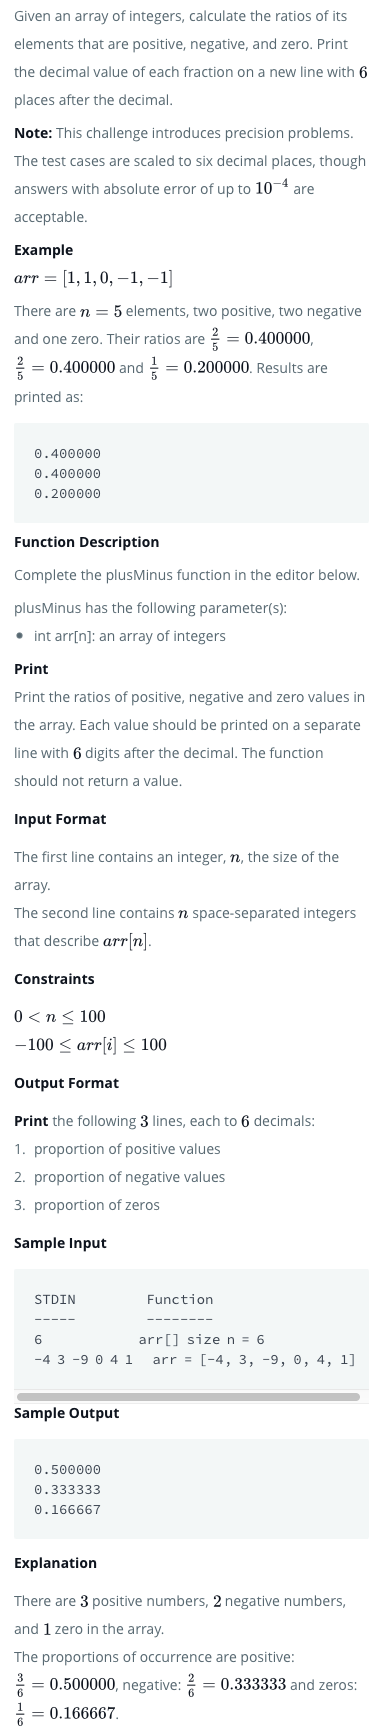 Given an array of integers, calculate the ratios of its
elements that are positive, negative, and zero. Print
the decimal value of each fraction on a new line with 6
places after the decimal.
Note: This challenge introduces precision problems.
The test cases are scaled to six decimal places, though
answers with absolute error of up to 10⁻⁴ are
acceptable.
Example
arr = [1, 1, 0, −1, −1]
There are n = 5 elements, two positive, two negative
and one zero. Their ratios are 2/5 = 0.400000,
2/5 = 0.400000 and 1/5 = 0.200000. Results are
printed as:
0.400000
0.400000
0.200000
Function Description
Complete the plusMinus function in the editor below.
plusMinus has the following parameter(s):
• int arr[n]: an array of integers
Print
Print the ratios of positive, negative and zero values in
the array. Each value should be printed on a separate
line with 6 digits after the decimal. The function
should not return a value.
Input Format
The first line contains an integer, n, the size of the
array.
The second line contains n space-separated integers
that describe arr[n].
Constraints
0 < n ≤ 100
−100 ≤ arr[i] ≤ 100
Output Format
Print the following 3 lines, each to 6 decimals:
1. proportion of positive values
2. proportion of negative values
3. proportion of zeros
Sample Input
STDIN Function
----- --------
6 arr[] size n = 6
-4 3 -9 0 4 1 arr = [-4, 3, -9, 0, 4, 1]
Sample Output
0.500000
0.333333
0.166667
Explanation
There are 3 positive numbers, 2 negative numbers,
and 1 zero in the array.
The proportions of occurrence are positive:
3/6 = 0.500000, negative: 2/6 = 0.333333 and zeros:
1/6 = 0.166667.